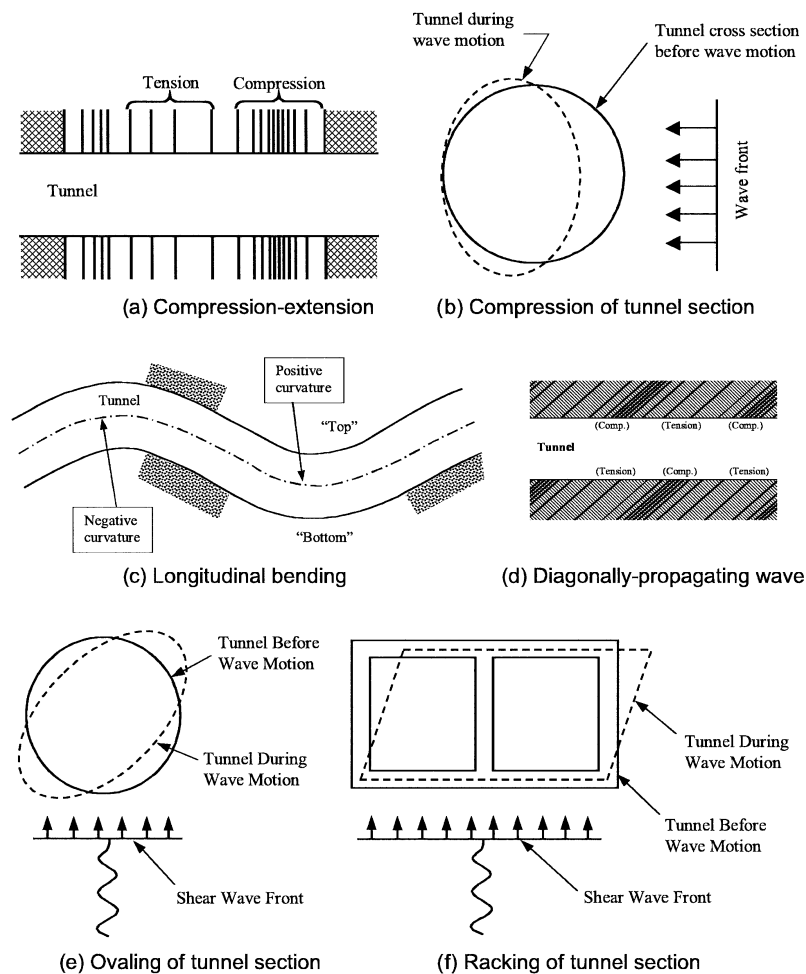 Tension
Compression
Tunnel
(a) Compression-extension
Tunnel during
wave motion
Tunnel cross section
before wave motion
Wave front
(b) Compression of tunnel section
Tunnel
Positive
curvature
"Top"
Negative
curvature
"Bottom"
(c) Longitudinal bending
(Comp.) (Tension) (Comp.)
Tunnel
(Tension) (Comp.) (Tension)
(d) Diagonally-propagating wave
Tunnel Before
Wave Motion
Tunnel During
Wave Motion
Shear Wave Front
(e) Ovaling of tunnel section
Tunnel During
Wave Motion
Tunnel Before
Wave Motion
Shear Wave Front
(f) Racking of tunnel section